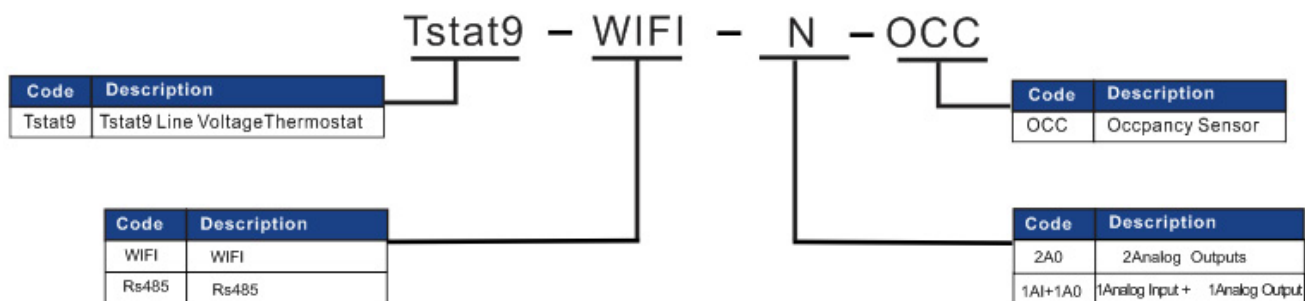 Tstat9 – WIFI – N – OCC
Code Description
Tstat9 Tstat9 Line VoltageThermostat
Code Description
OCC Occpancy Sensor
Code Description
WIFI WIFI
Rs485 Rs485
Code Description
2A0 2Analog Outputs
1AI+1A0 1Analog Input + 1Analog Output